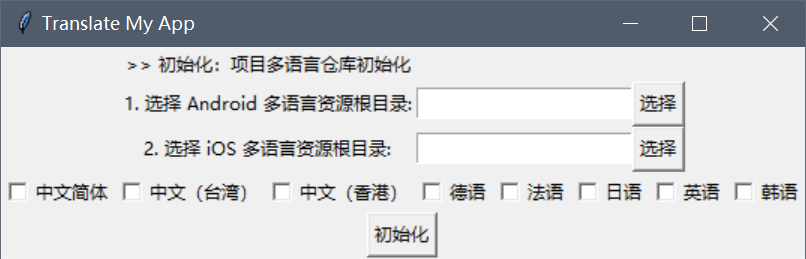 Translate My App
>> 初始化：项目多语言仓库初始化
1. 选择 Android 多语言资源根目录: 选择
2. 选择 iOS 多语言资源根目录: 选择
中文简体 中文（台湾） 中文（香港） 德语 法语 日语 英语 韩语
初始化